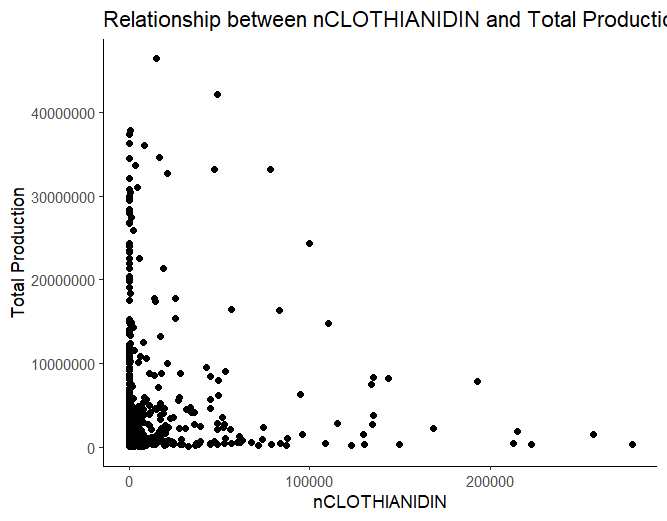 Relationship between nCLOTHIANIDIN and Total Productio
40000000
30000000
20000000
10000000
0
Total Production
0 100000 200000
nCLOTHIANIDIN